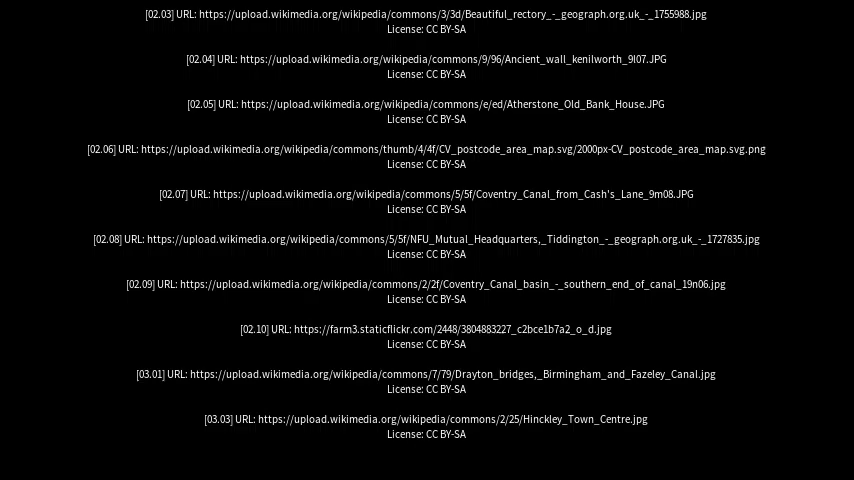 [02.03] URL: https://upload.wikimedia.org/wikipedia/commons/3/3d/Beautiful_rectory_-_geograph.org.uk_-_1755988.jpg
License: CC BY-SA
[02.04] URL: https://upload.wikimedia.org/wikipedia/commons/9/96/Ancient_wall_kenilworth_9l07.JPG
License: CC BY-SA
[02.05] URL: https://upload.wikimedia.org/wikipedia/commons/e/ed/Atherstone_Old_Bank_House.JPG
License: CC BY-SA
[02.06] URL: https://upload.wikimedia.org/wikipedia/commons/thumb/4/4f/CV_postcode_area_map.svg/2000px-CV_postcode_area_map.svg.png
License: CC BY-SA
[02.07] URL: https://upload.wikimedia.org/wikipedia/commons/5/5f/Coventry_Canal_from_Cash's_Lane_9m08.JPG
License: CC BY-SA
[02.08] URL: https://upload.wikimedia.org/wikipedia/commons/5/5f/NFU_Mutual_Headquarters,_Tiddington_-_geograph.org.uk_-_1727835.jpg
License: CC BY-SA
[02.09] URL: https://upload.wikimedia.org/wikipedia/commons/2/2f/Coventry_Canal_basin_-_southern_end_of_canal_19n06.jpg
License: CC BY-SA
[02.10] URL: https://farm3.staticflickr.com/2448/3804883227_c2bce1b7a2_o_d.jpg
License: CC BY-SA
[03.01] URL: https://upload.wikimedia.org/wikipedia/commons/7/79/Drayton_bridges,_Birmingham_and_Fazeley_Canal.jpg
License: CC BY-SA
[03.03] URL: https://upload.wikimedia.org/wikipedia/commons/2/25/Hinckley_Town_Centre.jpg
License: CC BY-SA